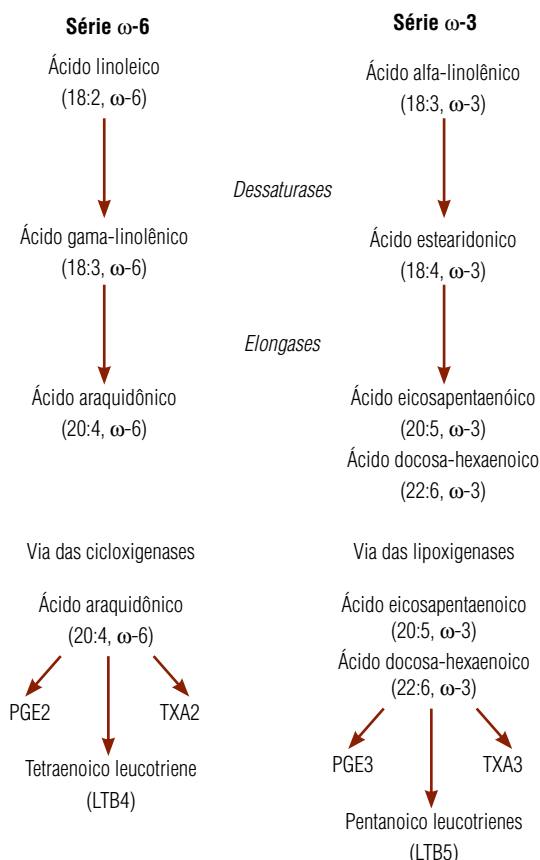 Série ω-6
Ácido linoleico
(18:2, ω-6)
Série ω-3
Ácido alfa-linolênico
(18:3, ω-3)
Dessaturases
Ácido gama-linolênico
(18:3, ω-6)
Ácido estearidonico
(18:4, ω-3)
Elongases
Ácido araquidônico
(20:4, ω-6)
Ácido eicosapentaenóico
(20:5, ω-3)
Ácido docosa-hexaenoico
(22:6, ω-3)
Via das cicloxigenases
Ácido araquidônico
(20:4, ω-6)
PGE2
TXA2
Tetraenoico leucotriene
(LTB4)
Via das lipoxigenases
Ácido eicosapentaenoico
(20:5, ω-3)
Ácido docosa-hexaenoico
(22:6, ω-3)
PGE3
TXA3
Pentanoico leucotrienes
(LTB5)